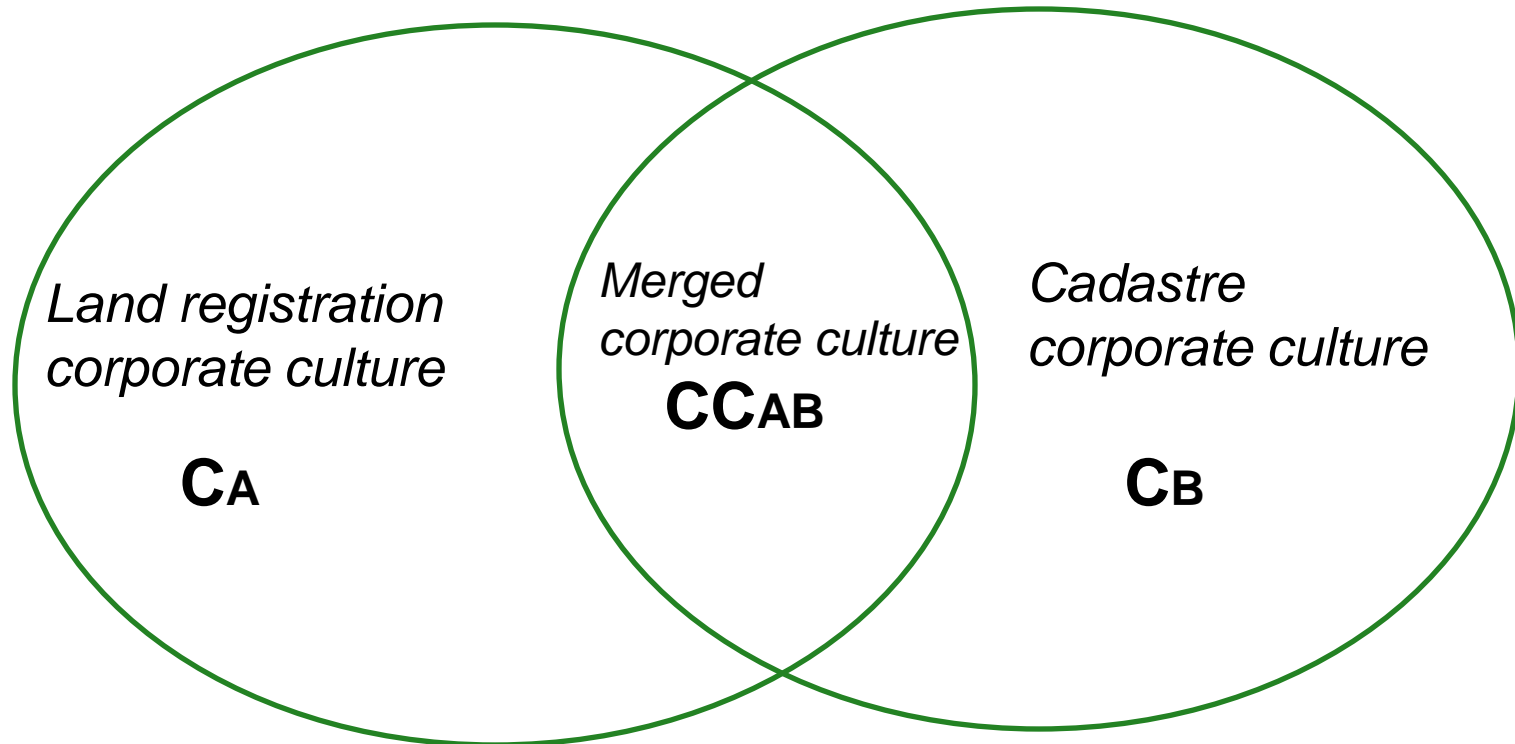 Land registration
corporate culture
CA
Merged
corporate culture
CCAB
Cadastre
corporate culture
CB